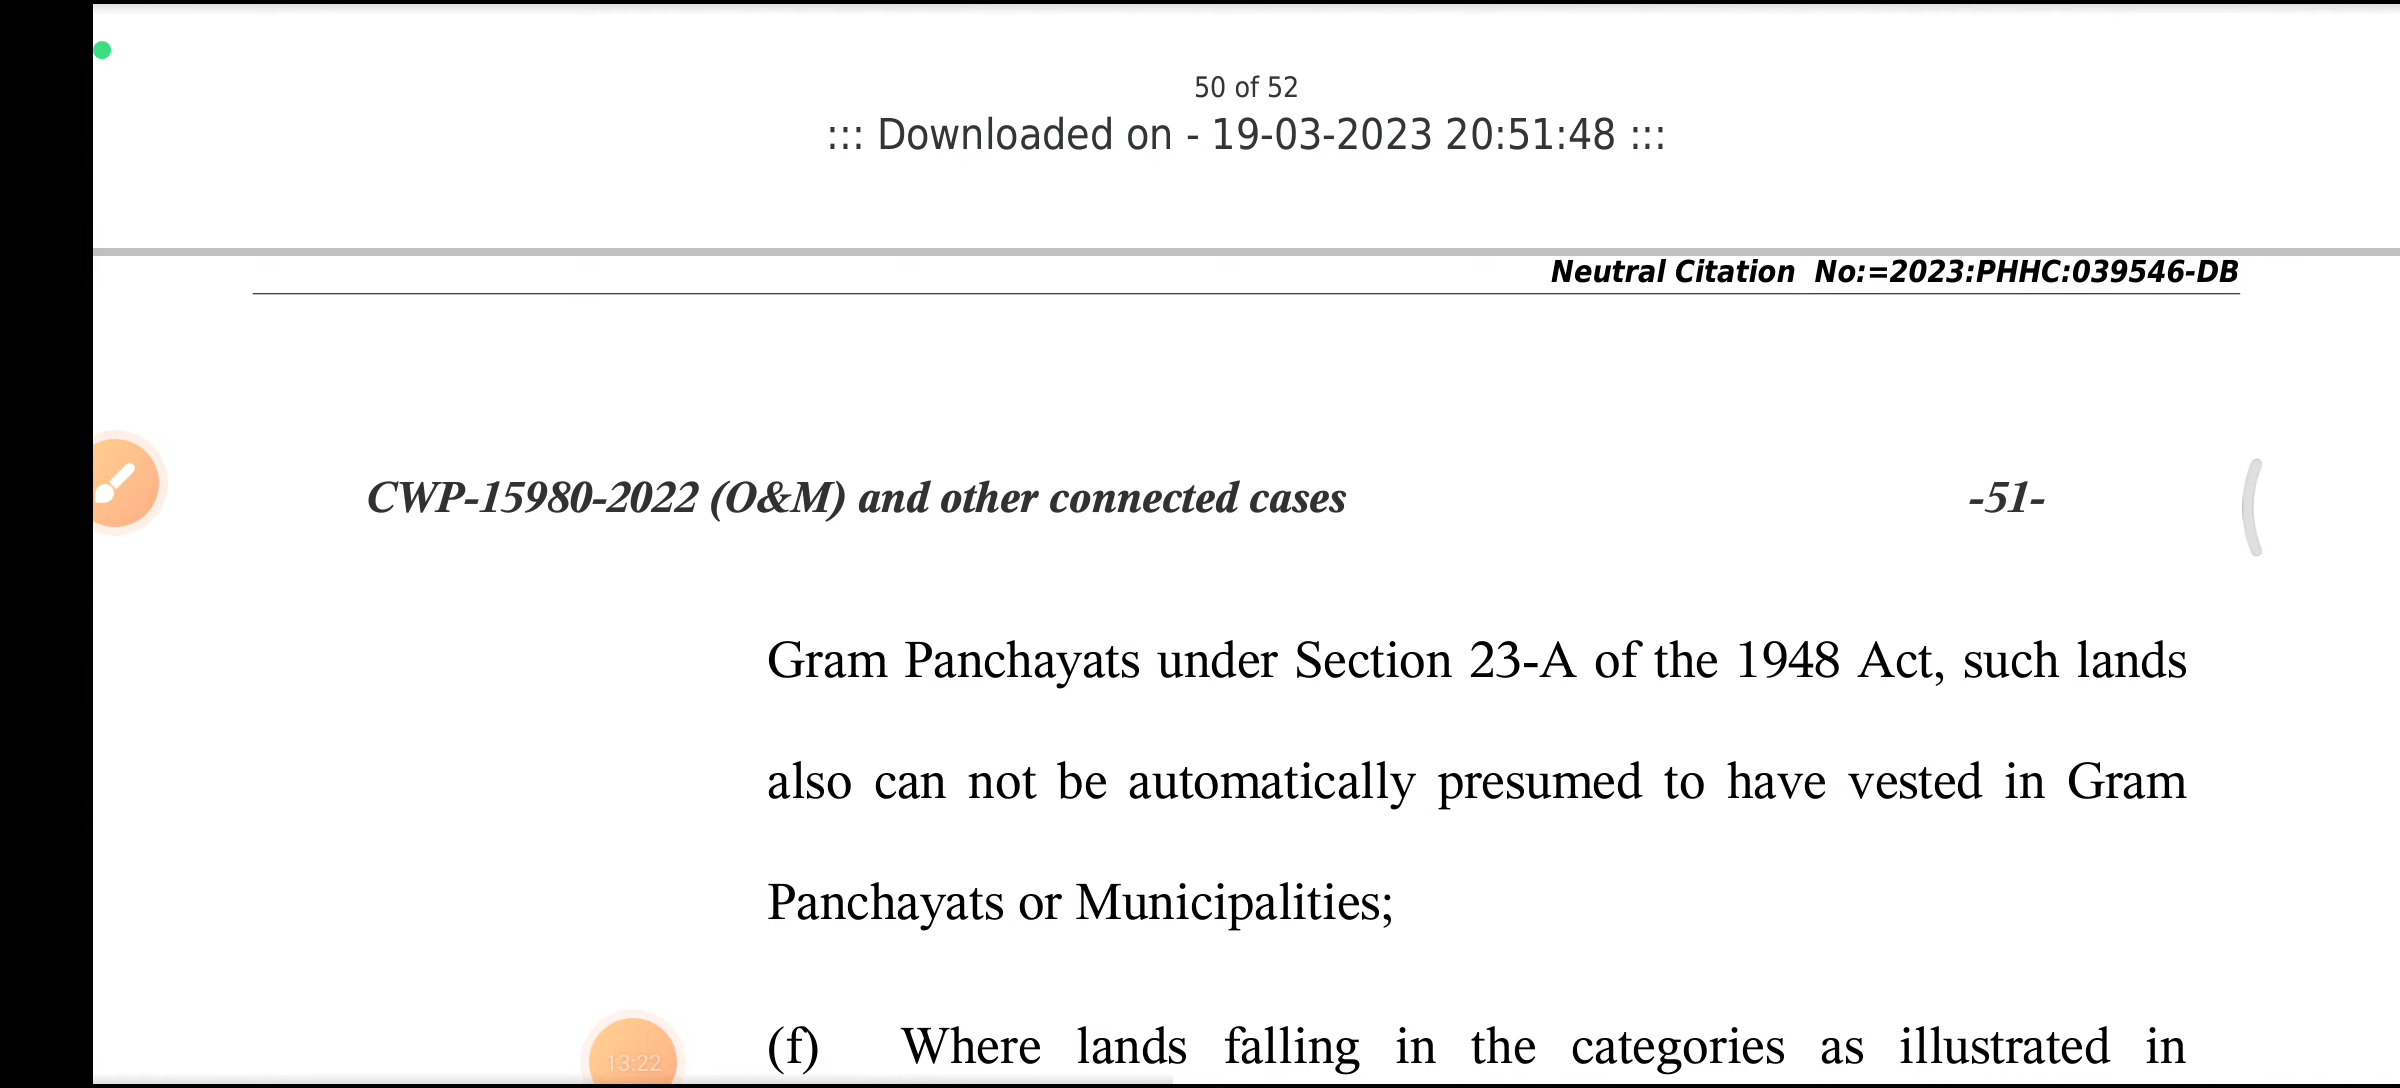 50 of 52
::: Downloaded on - 19-03-2023 20:51:48 :::
Neutral Citation No:=2023:PHHC:039546-DB
CWP-15980-2022 (O&M) and other connected cases -51-
Gram Panchayats under Section 23-A of the 1948 Act, such lands
also can not be automatically presumed to have vested in Gram
Panchayats or Municipalities;
(f) Where lands falling in the categories as illustrated in
13:22